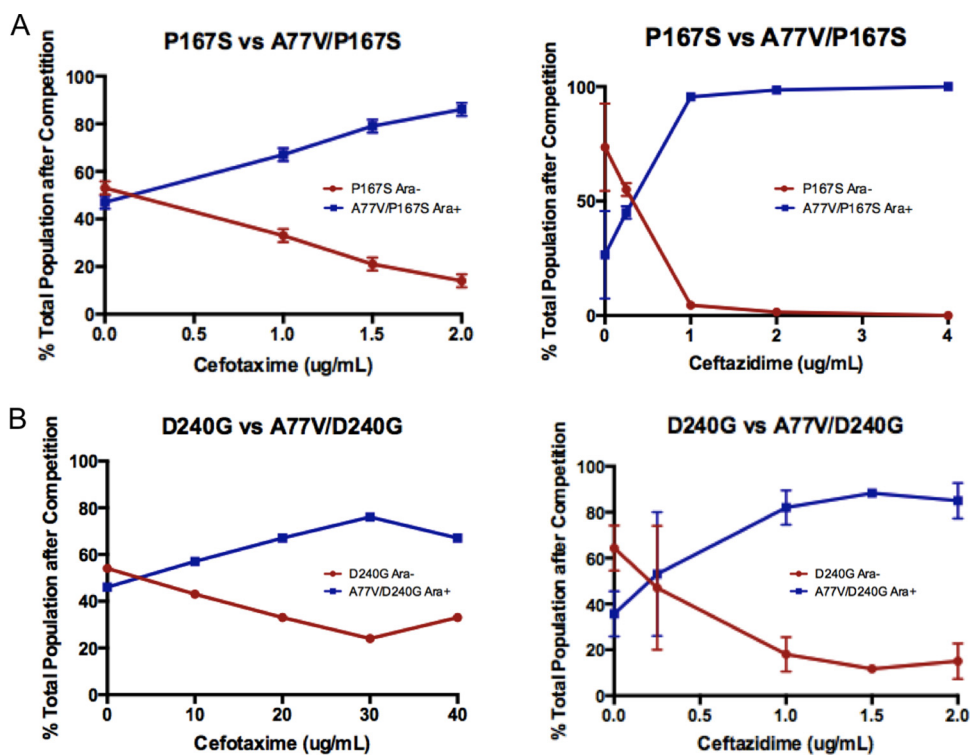 A
P167S vs A77V/P167S
% Total Population after Competition
100
80
60
40
20
0
P167S Ara-
A77V/P167S Ara+
0.0 0.5 1.0 1.5 2.0
Cefotaxime (ug/mL)
P167S vs A77V/P167S
% Total Population after Competition
100
50
0
P167S Ara-
A77V/P167S Ara+
0 1 2 3 4
Ceftazidime (ug/mL)
B
D240G vs A77V/D240G
% Total Population after Competition
100
80
60
40
20
0
D240G Ara-
A77V/D240G Ara+
0 10 20 30 40
Cefotaxime (ug/mL)
D240G vs A77V/D240G
% Total Population after Competition
100
80
60
40
20
0
D240G Ara-
A77V/D240G Ara+
0.0 0.5 1.0 1.5 2.0
Ceftazidime (ug/mL)